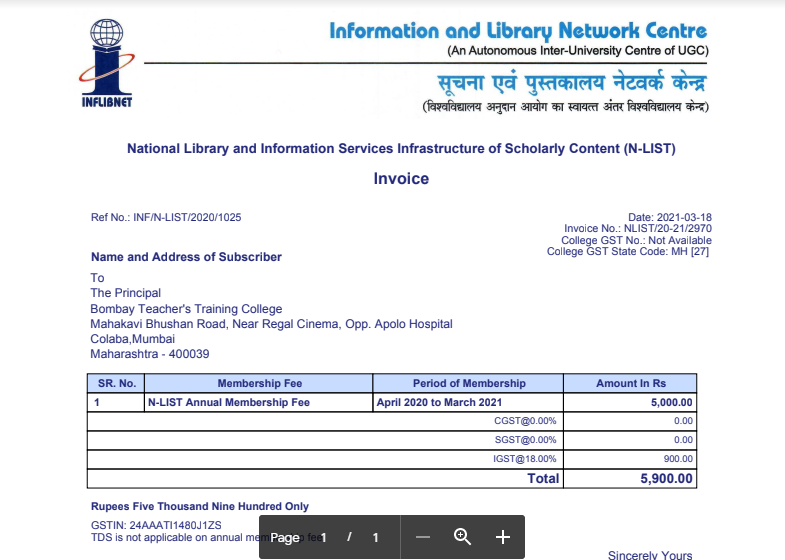 Information and Library Network Centre
(An Autonomous Inter-University Centre of UGC)
सूचना एवं पुस्तकालय नेटवर्क केन्द्र
(विश्वविद्यालय अनुदान आयोग का स्वायत्त अंतर विश्वविद्यालय केन्द्र)
INFLIBNET
National Library and Information Services Infrastructure of Scholarly Content (N-LIST)
Invoice
Ref No.: INF/N-LIST/2020/1025
Date: 2021-03-18
Invoice No.: NLIST/20-21/2970
College GST No.: Not Available
College GST State Code: MH [27]
Name and Address of Subscriber
To
The Principal
Bombay Teacher's Training College
Mahakavi Bhushan Road, Near Regal Cinema, Opp. Apolo Hospital
Colaba,Mumbai
Maharashtra - 400039
SR. No. Membership Fee Period of Membership Amount In Rs
1 N-LIST Annual Membership Fee April 2020 to March 2021 5,000.00
CGST@0.00% 0.00
SGST@0.00% 0.00
IGST@18.00% 900.00
Total 5,900.00
Rupees Five Thousand Nine Hundred Only
GSTIN: 24AAATI1480J1ZS
TDS is not applicable on annual
Page 1 / 1
Sincerely Yours